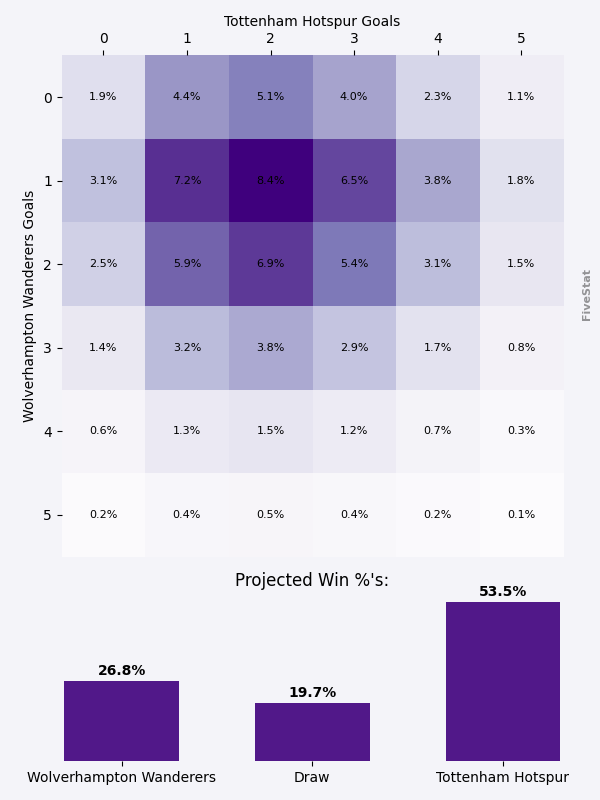 Tottenham Hotspur Goals
0 1 2 3 4 5
0 1.9% 4.4% 5.1% 4.0% 2.3% 1.1%
1 3.1% 7.2% 8.4% 6.5% 3.8% 1.8%
2 2.5% 5.9% 6.9% 5.4% 3.1% 1.5%
3 1.4% 3.2% 3.8% 2.9% 1.7% 0.8%
4 0.6% 1.3% 1.5% 1.2% 0.7% 0.3%
5 0.2% 0.4% 0.5% 0.4% 0.2% 0.1%
Wolverhampton Wanderers Goals
FiveStat
Projected Win %'s:
26.8% 19.7% 53.5%
Wolverhampton Wanderers Draw Tottenham Hotspur